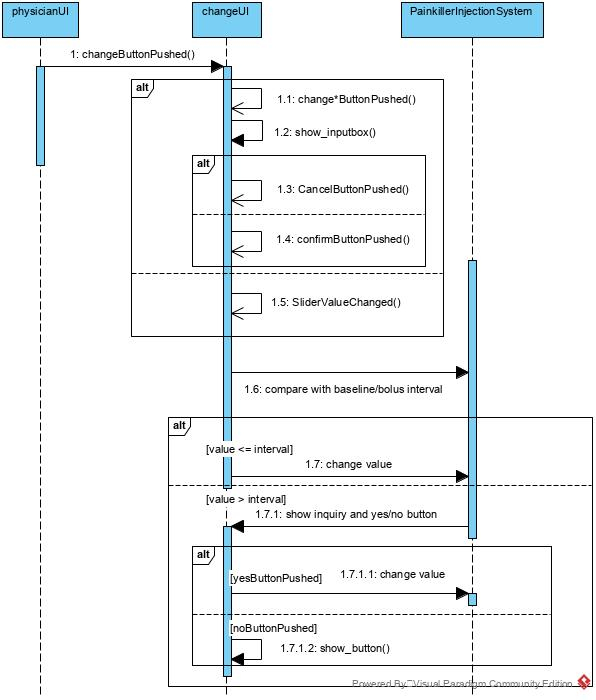 physicianUI
changeUI
PainkillerInjectionSystem
1: changeButtonPushed()
alt
1.1: change*ButtonPushed()
1.2: show_inputbox()
alt
1.3: CancelButtonPushed()
1.4: confirmButtonPushed()
1.5: SliderValueChanged()
1.6: compare with baseline/bolus interval
alt
[value <= interval]
1.7: change value
[value > interval]
1.7.1: show inquiry and yes/no button
alt
[yesButtonPushed]
1.7.1.1: change value
[noButtonPushed]
1.7.1.2: show_button()
Powered By Visual Paradigm Community Edition